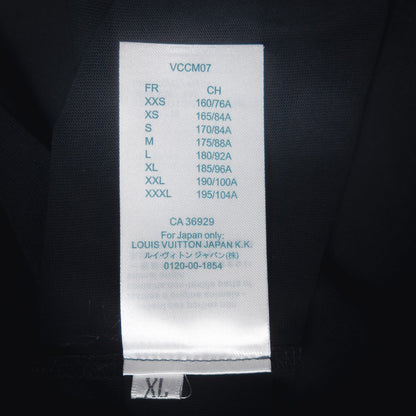 VCCM07
FR CH
XXS 160/76A
XS 165/84A
S 170/84A
M 175/88A
L 180/92A
XL 185/96A
XXL 190/100A
XXXL 195/104A
CA 36929
For Japan only:
LOUIS VUITTON JAPAN K.K.
ルイ・ヴィトン ジャパン(株)
0120-00-1854
XL